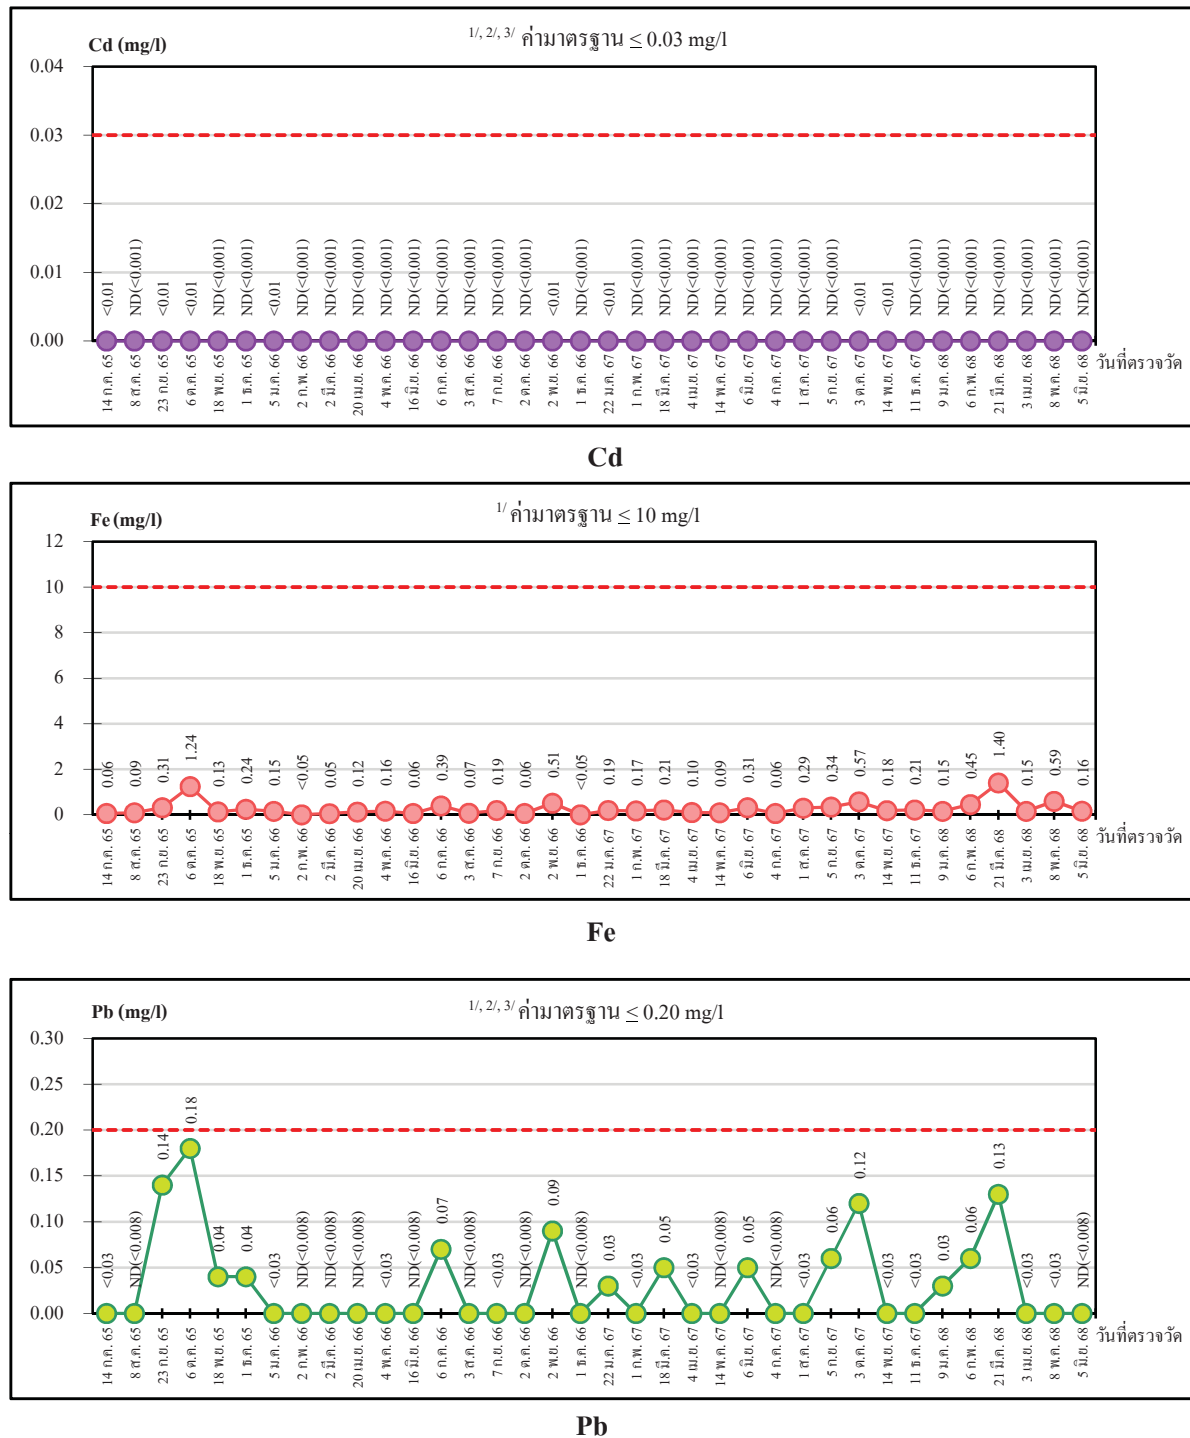 Cd (mg/l)
1/, 2/, 3/ ค่ามาตรฐาน ≤ 0.03 mg/l
0.04
0.03
0.02
0.01
0.00
<0.01 ND(<0.001) <0.01 <0.01 ND(<0.001) ND(<0.001) <0.01 ND(<0.001) ND(<0.001) ND(<0.001) ND(<0.001) ND(<0.001) ND(<0.001) ND(<0.001) ND(<0.001) ND(<0.001) <0.01 ND(<0.001) <0.01 ND(<0.001) ND(<0.001) ND(<0.001) ND(<0.001) ND(<0.001) ND(<0.001) ND(<0.001) ND(<0.001) <0.01 <0.01 ND(<0.001) ND(<0.001) ND(<0.001) ND(<0.001) ND(<0.001) ND(<0.001) ND(<0.001)
14 ก.ค. 65 8 ส.ค. 65 23 ก.ย. 65 6 ต.ค. 65 18 พ.ย. 65 1 ธ.ค. 65 5 ม.ค. 66 2 ก.พ. 66 2 มี.ค. 66 20 เม.ย. 66 4 พ.ค. 66 16 มิ.ย. 66 6 ก.ค. 66 3 ส.ค. 66 7 ก.ย. 66 2 ต.ค. 66 2 พ.ย. 66 1 ธ.ค. 66 22 ม.ค. 67 1 ก.พ. 67 18 มี.ค. 67 4 เม.ย. 67 14 พ.ค. 67 6 มิ.ย. 67 4 ก.ค. 67 1 ส.ค. 67 5 ก.ย. 67 3 ต.ค. 67 14 พ.ย. 67 11 ธ.ค. 67 9 ม.ค. 68 6 ก.พ. 68 21 มี.ค. 68 3 เม.ย. 68 8 พ.ค. 68 5 มิ.ย. 68
วันที่ตรวจวัด
Cd
Fe (mg/l)
1/ ค่ามาตรฐาน ≤ 10 mg/l
12
10
8
6
4
2
0
0.06 0.09 0.31 1.24 0.13 0.24 0.15 <0.05 0.05 0.12 0.16 0.06 0.39 0.07 0.19 0.06 0.51 <0.05 0.19 0.17 0.21 0.10 0.09 0.31 0.06 0.29 0.34 0.57 0.18 0.21 0.15 0.45 1.40 0.15 0.59 0.16
14 ก.ค. 65 8 ส.ค. 65 23 ก.ย. 65 6 ต.ค. 65 18 พ.ย. 65 1 ธ.ค. 65 5 ม.ค. 66 2 ก.พ. 66 2 มี.ค. 66 20 เม.ย. 66 4 พ.ค. 66 16 มิ.ย. 66 6 ก.ค. 66 3 ส.ค. 66 7 ก.ย. 66 2 ต.ค. 66 2 พ.ย. 66 1 ธ.ค. 66 22 ม.ค. 67 1 ก.พ. 67 18 มี.ค. 67 4 เม.ย. 67 14 พ.ค. 67 6 มิ.ย. 67 4 ก.ค. 67 1 ส.ค. 67 5 ก.ย. 67 3 ต.ค. 67 14 พ.ย. 67 11 ธ.ค. 67 9 ม.ค. 68 6 ก.พ. 68 21 มี.ค. 68 3 เม.ย. 68 8 พ.ค. 68 5 มิ.ย. 68
วันที่ตรวจวัด
Fe
Pb (mg/l)
1/, 2/, 3/ ค่ามาตรฐาน ≤ 0.20 mg/l
0.30
0.25
0.20
0.15
0.10
0.05
0.00
<0.03 ND(<0.008) 0.14 0.18 0.04 0.04 <0.03 ND(<0.008) ND(<0.008) ND(<0.008) <0.03 ND(<0.008) 0.07 ND(<0.008) <0.03 ND(<0.008) 0.09 ND(<0.008) 0.03 <0.03 0.05 <0.03 ND(<0.008) 0.05 ND(<0.008) <0.03 0.06 0.12 <0.03 <0.03 0.03 0.06 0.13 <0.03 <0.03 ND(<0.008)
14 ก.ค. 65 8 ส.ค. 65 23 ก.ย. 65 6 ต.ค. 65 18 พ.ย. 65 1 ธ.ค. 65 5 ม.ค. 66 2 ก.พ. 66 2 มี.ค. 66 20 เม.ย. 66 4 พ.ค. 66 16 มิ.ย. 66 6 ก.ค. 66 3 ส.ค. 66 7 ก.ย. 66 2 ต.ค. 66 2 พ.ย. 66 1 ธ.ค. 66 22 ม.ค. 67 1 ก.พ. 67 18 มี.ค. 67 4 เม.ย. 67 14 พ.ค. 67 6 มิ.ย. 67 4 ก.ค. 67 1 ส.ค. 67 5 ก.ย. 67 3 ต.ค. 67 14 พ.ย. 67 11 ธ.ค. 67 9 ม.ค. 68 6 ก.พ. 68 21 มี.ค. 68 3 เม.ย. 68 8 พ.ค. 68 5 มิ.ย. 68
วันที่ตรวจวัด
Pb